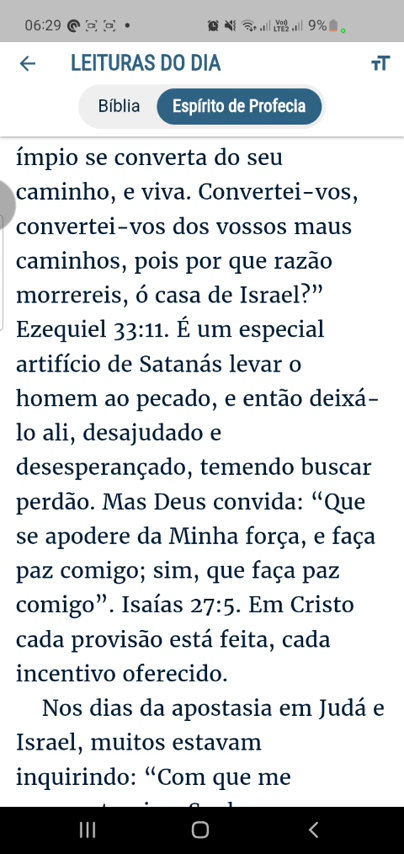 06:29
Voᴵ) LTE2
9%
LEITURAS DO DIA
Bíblia
Espírito de Profecia
ímpio se converta do seu
caminho, e viva. Convertei-vos,
convertei-vos dos vossos maus
caminhos, pois por que razão
morrereis, ó casa de Israel?”
Ezequiel 33:11. É um especial
artifício de Satanás levar o
homem ao pecado, e então deixá-
lo ali, desajudado e
desesperançado, temendo buscar
perdão. Mas Deus convida: “Que
se apodere da Minha força, e faça
paz comigo; sim, que faça paz
comigo”. Isaías 27:5. Em Cristo
cada provisão está feita, cada
incentivo oferecido.
Nos dias da apostasia em Judá e
Israel, muitos estavam
inquirindo: “Com que me